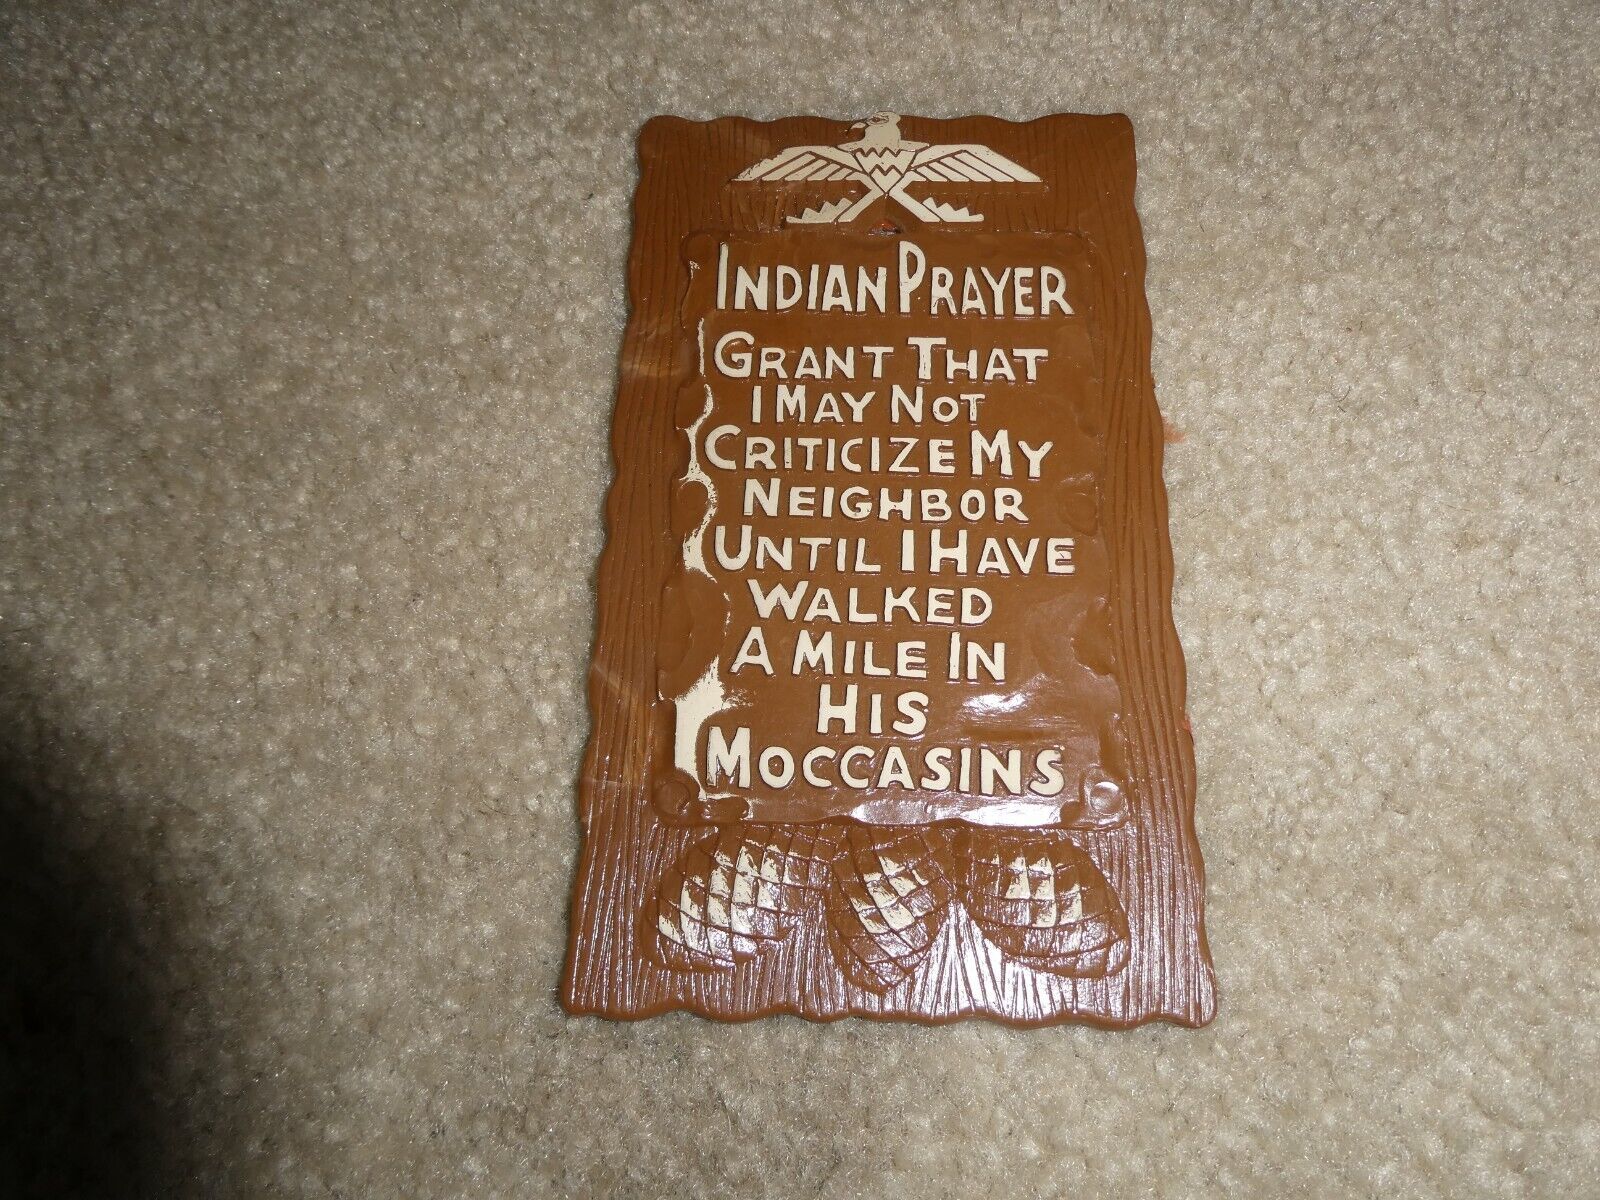 INDIAN PRAYER
GRANT THAT
I MAY NOT
CRITICIZE MY
NEIGHBOR
UNTIL I HAVE
WALKED
A MILE IN
HIS
MOCCASINS